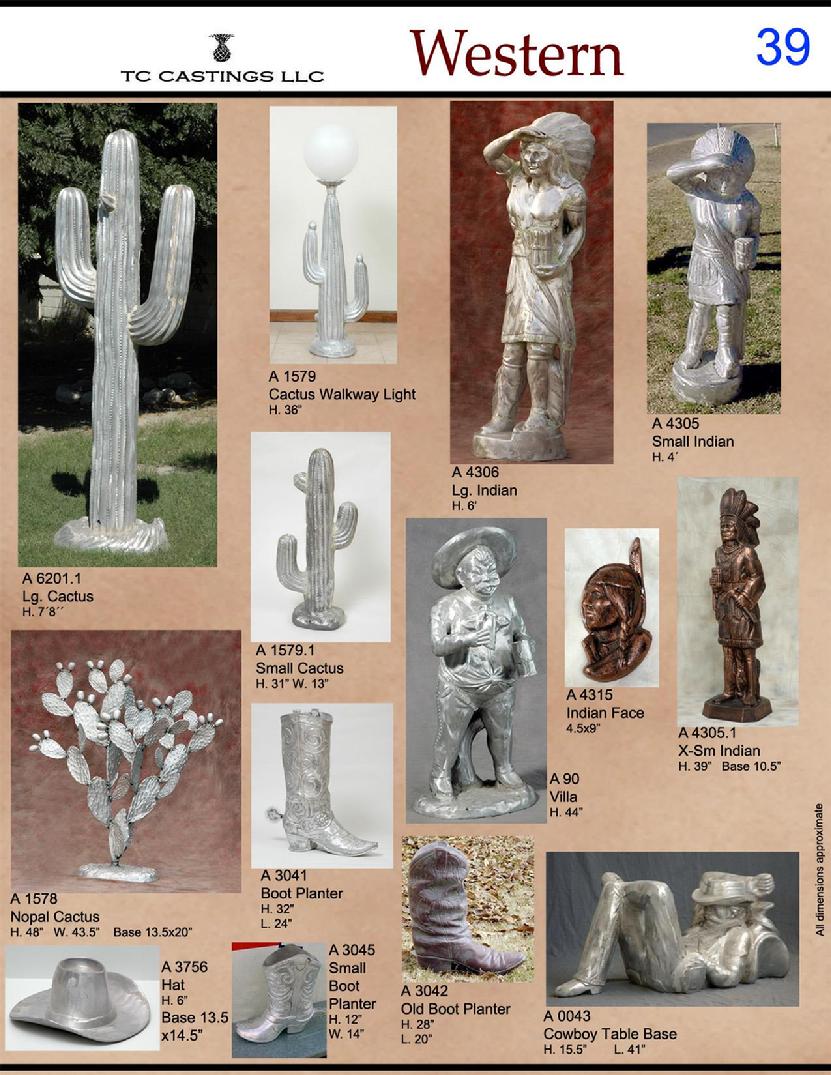 TC CASTINGS LLC
Western
39
A 6201.1
Lg. Cactus
H. 7´8´´
A 1579
Cactus Walkway Light
H. 36"
A 4306
Lg. Indian
H. 6'
A 4305
Small Indian
H. 4´
A 1579.1
Small Cactus
H. 31" W. 13"
A 4315
Indian Face
4.5x9"
A 4305.1
X-Sm Indian
H. 39" Base 10.5"
A 90
Villa
H. 44"
A 1578
Nopal Cactus
H. 48" W. 43.5" Base 13.5x20"
A 3041
Boot Planter
H. 32"
L. 24"
A 3756
Hat
H. 6"
Base 13.5
x14.5"
A 3045
Small
Boot
Planter
H. 12"
W. 14"
A 3042
Old Boot Planter
H. 28"
L. 20"
A 0043
Cowboy Table Base
H. 15.5" L. 41"
All dimensions approximate